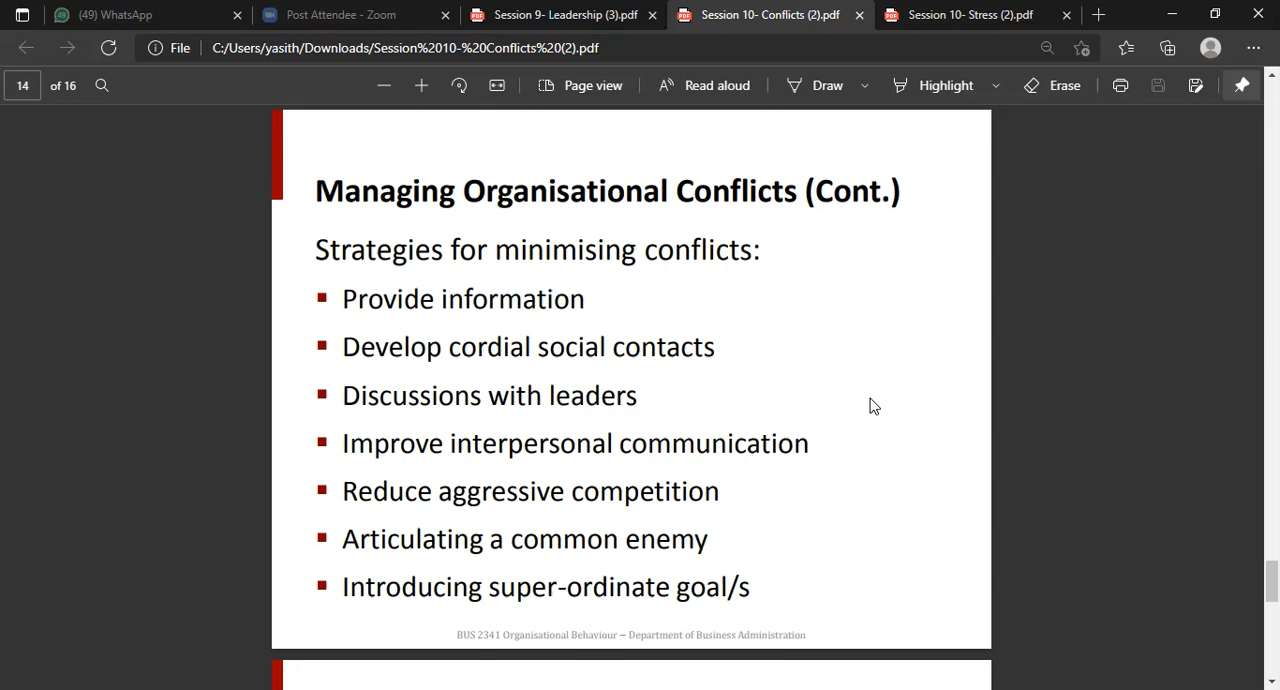 (49) WhatsApp
Post Attendee - Zoom
Session 9- Leadership (3).pdf
Session 10- Conflicts (2).pdf
Session 10- Stress (2).pdf
File
C:/Users/yasith/Downloads/Session%2010-%20Conflicts%20(2).pdf
14 of 16
Page view
Read aloud
Draw
Highlight
Erase
Managing Organisational Conflicts (Cont.)
Strategies for minimising conflicts:
▪ Provide information
▪ Develop cordial social contacts
▪ Discussions with leaders
▪ Improve interpersonal communication
▪ Reduce aggressive competition
▪ Articulating a common enemy
▪ Introducing super-ordinate goal/s
BUS 2341 Organisational Behaviour – Department of Business Administration